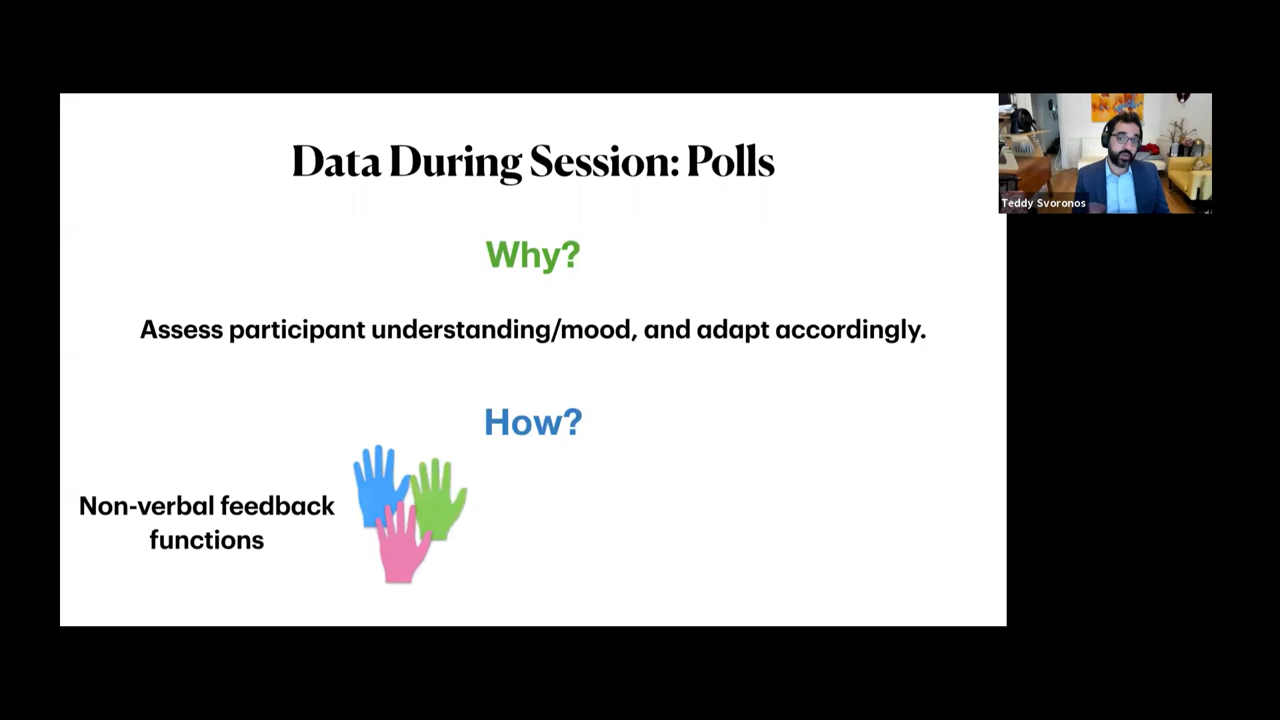 Data During Session: Polls
Teddy Svoronos
Why?
Assess participant understanding/mood, and adapt accordingly.
How?
Non-verbal feedback
functions